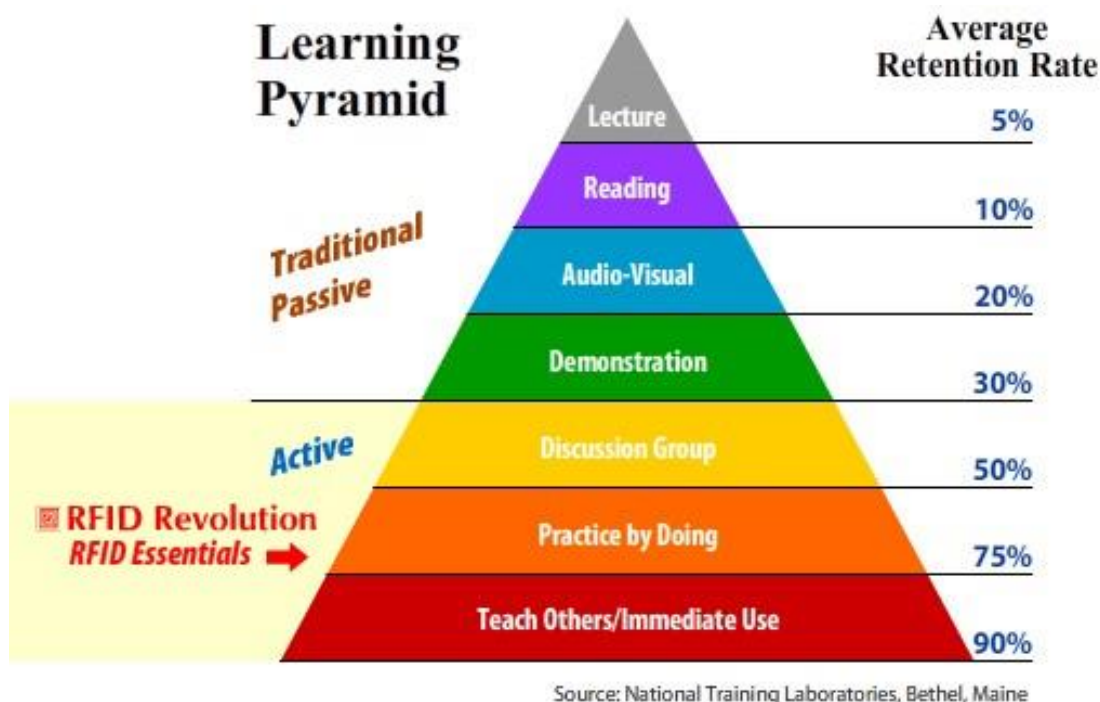 Learning
Pyramid
Average
Retention Rate
Lecture
5%
Reading
10%
Traditional
Passive
Audio-Visual
20%
Demonstration
30%
Active
Discussion Group
50%
RFID Revolution
RFID Essentials
Practice by Doing
75%
Teach Others/Immediate Use
90%
Source: National Training Laboratories, Bethel, Maine